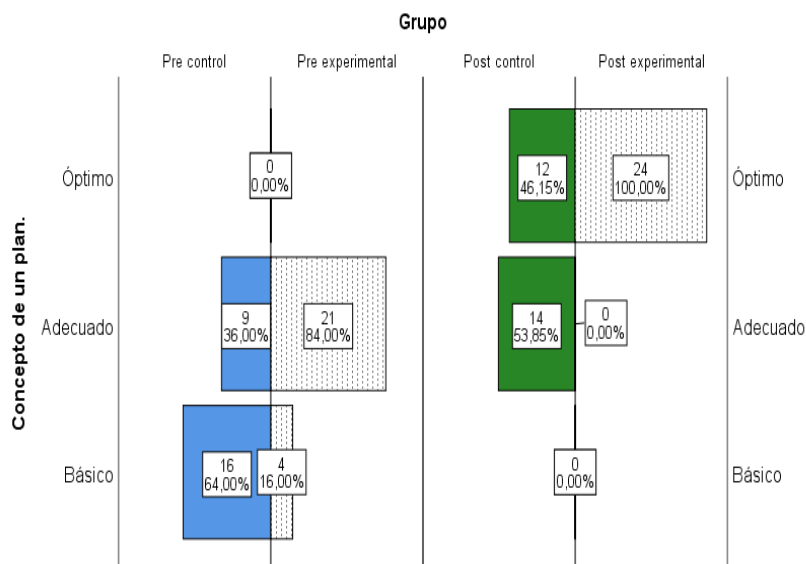 Grupo
Pre control
Pre experimental
Post control
Post experimental
Concepto de un plan.
Óptimo
0
0,00%
12
46,15%
24
100,00%
Óptimo
Adecuado
9
36,00%
21
84,00%
14
53,85%
0
0,00%
Adecuado
Básico
16
64,00%
4
16,00%
0
0,00%
Básico